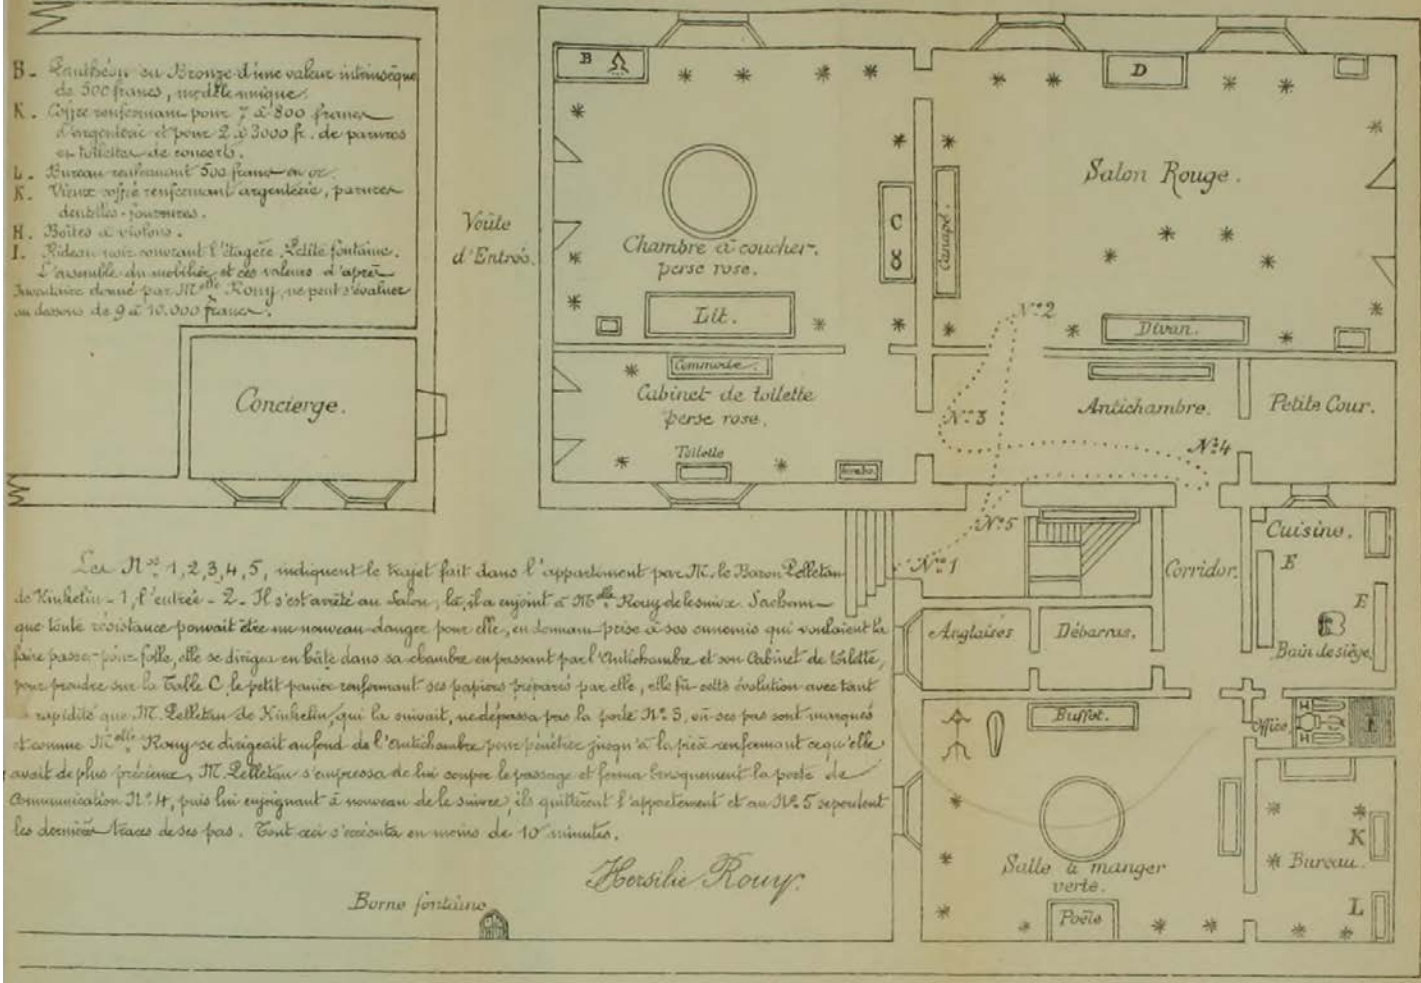 B. Panthéon en Bronze d'une valeur intrinsèque
de 500 francs, modèle unique.
K. Coffre renfermant pour 7 à 800 francs
d'argenterie et pour 2 à 3000 fr. de parures
et toilettes de concerts.
L. Bureau renfermant 500 francs en or.
K. Vieux coffre renfermant argenterie, parures
dentelles-fourrures.
H. Boîtes à violons.
I. Rideau noir couvrant l'étagère Petite fontaine.
L'ensemble du mobilier et ces valeurs d'après
inventaire donné par Melle Rouy, ne peut s'évaluer
au dessous de 9 à 10.000 francs.
Concierge.
Voûte
d'Entrée.
B
Chambre à coucher.
perse rose.
C
Lit.
Canapé.
D
Salon Rouge.
Divan.
No 2
Commode.
Cabinet de toilette
perse rose.
Toilette
No 3
Antichambre.
No 4
Petite Cour.
No 5
No 1
Corridor.
Cuisine.
E
E
Bain de siège.
Anglaises
Débarras.
Office
H
H
I
Buffet.
Salle à manger
verte.
Poêle
Bureau.
K
L
Les Nos 1, 2, 3, 4, 5, indiquent le trajet fait dans l'appartement par M. le Baron Pelletan
de Kinkelin - 1, l'entrée - 2 - Il s'est arrêté au Salon, là, il a enjoint à Melle Rouy de le suivre. Sachant
que toute résistance pouvait être un nouveau danger pour elle, en donnant prise à ses ennemis qui voulaient la
faire passer pour folle, elle se dirigea en hâte dans sa chambre en passant par l'Antichambre et son Cabinet de toilette,
pour prendre sur la Table C le petit panier renfermant ses papiers préparés par elle, elle fit cette évolution avec tant
rapidité que M. Pelletan de Kinkelin, qui la suivait, ne dépassa pas la porte No 3, où ses pas sont marqués
et comme Melle Rouy se dirigeait au fond de l'antichambre pour pénétrer jusqu'à la pièce renfermant ce qu'elle
avait de plus précieux, M. Pelletan s'empressa de lui couper le passage et ferma brusquement la porte de
Communication No 4, puis lui enjoignant à nouveau de le suivre, ils quittèrent l'appartement et au No 5 se perdent
les dernières traces de ses pas. Tout ceci s'exécuta en moins de 10 minutes.
Hersilie Rouy.
Borne fontaine